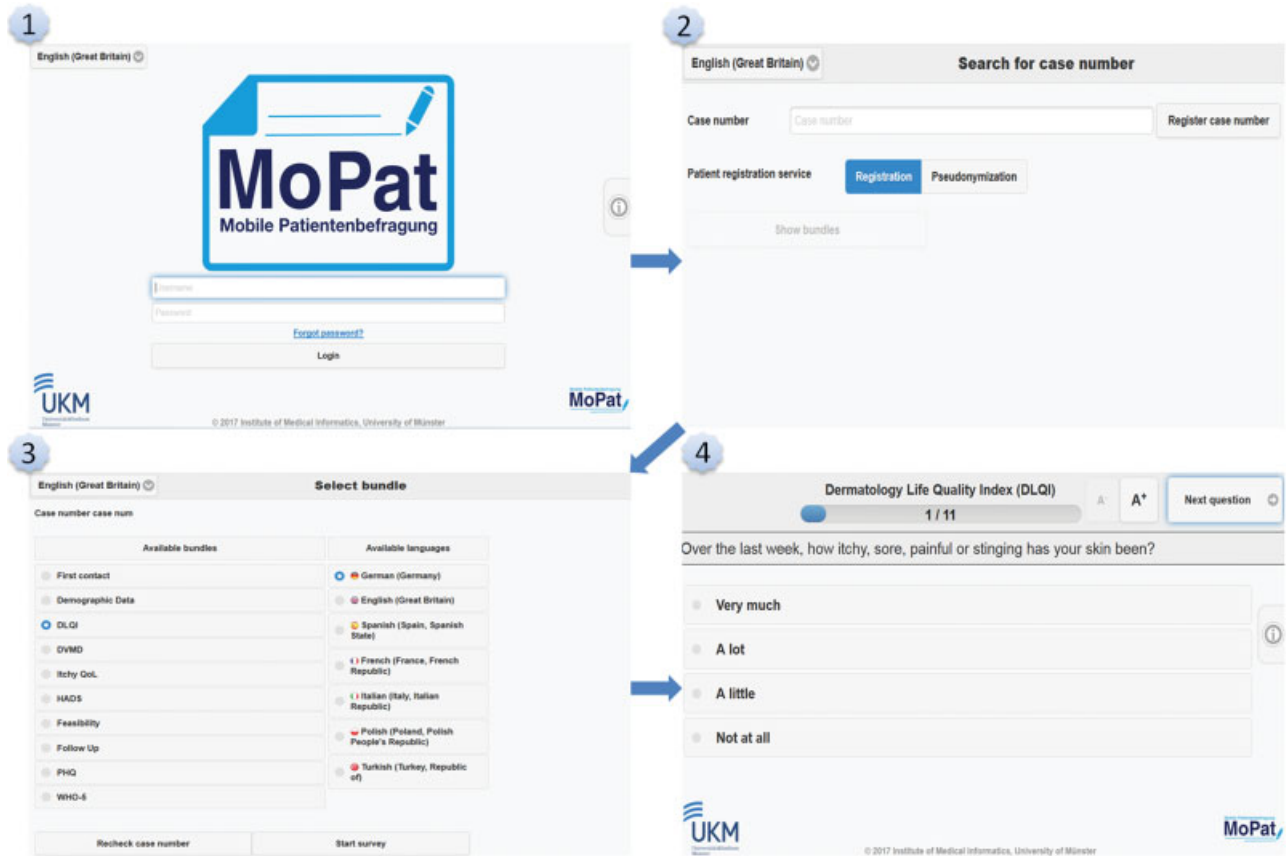 1
English (Great Britain)
MoPat
Mobile Patientenbefragung
Username
Password
Forgot password?
Login
UKM
MoPat
© 2017 Institute of Medical Informatics, University of Münster
2
English (Great Britain)
Search for case number
Case number
Case number
Register case number
Patient registration service
Registration
Pseudonymization
Show bundles
3
English (Great Britain)
Select bundle
Case number case num
Available bundles
First contact
Demographic Data
DLQI
DVMD
Itchy QoL
HADS
Feasibility
Follow Up
PHQ
WHO-5
Available languages
German (Germany)
English (Great Britain)
Spanish (Spain, Spanish
State)
French (France, French
Republic)
Italian (Italy, Italian
Republic)
Polish (Poland, Polish
People's Republic)
Turkish (Turkey, Republic
of)
Recheck case number
Start survey
4
Dermatology Life Quality Index (DLQI)
1 / 11
A-
A+
Next question
Over the last week, how itchy, sore, painful or stinging has your skin been?
Very much
A lot
A little
Not at all
UKM
MoPat
© 2017 Institute of Medical Informatics, University of Münster